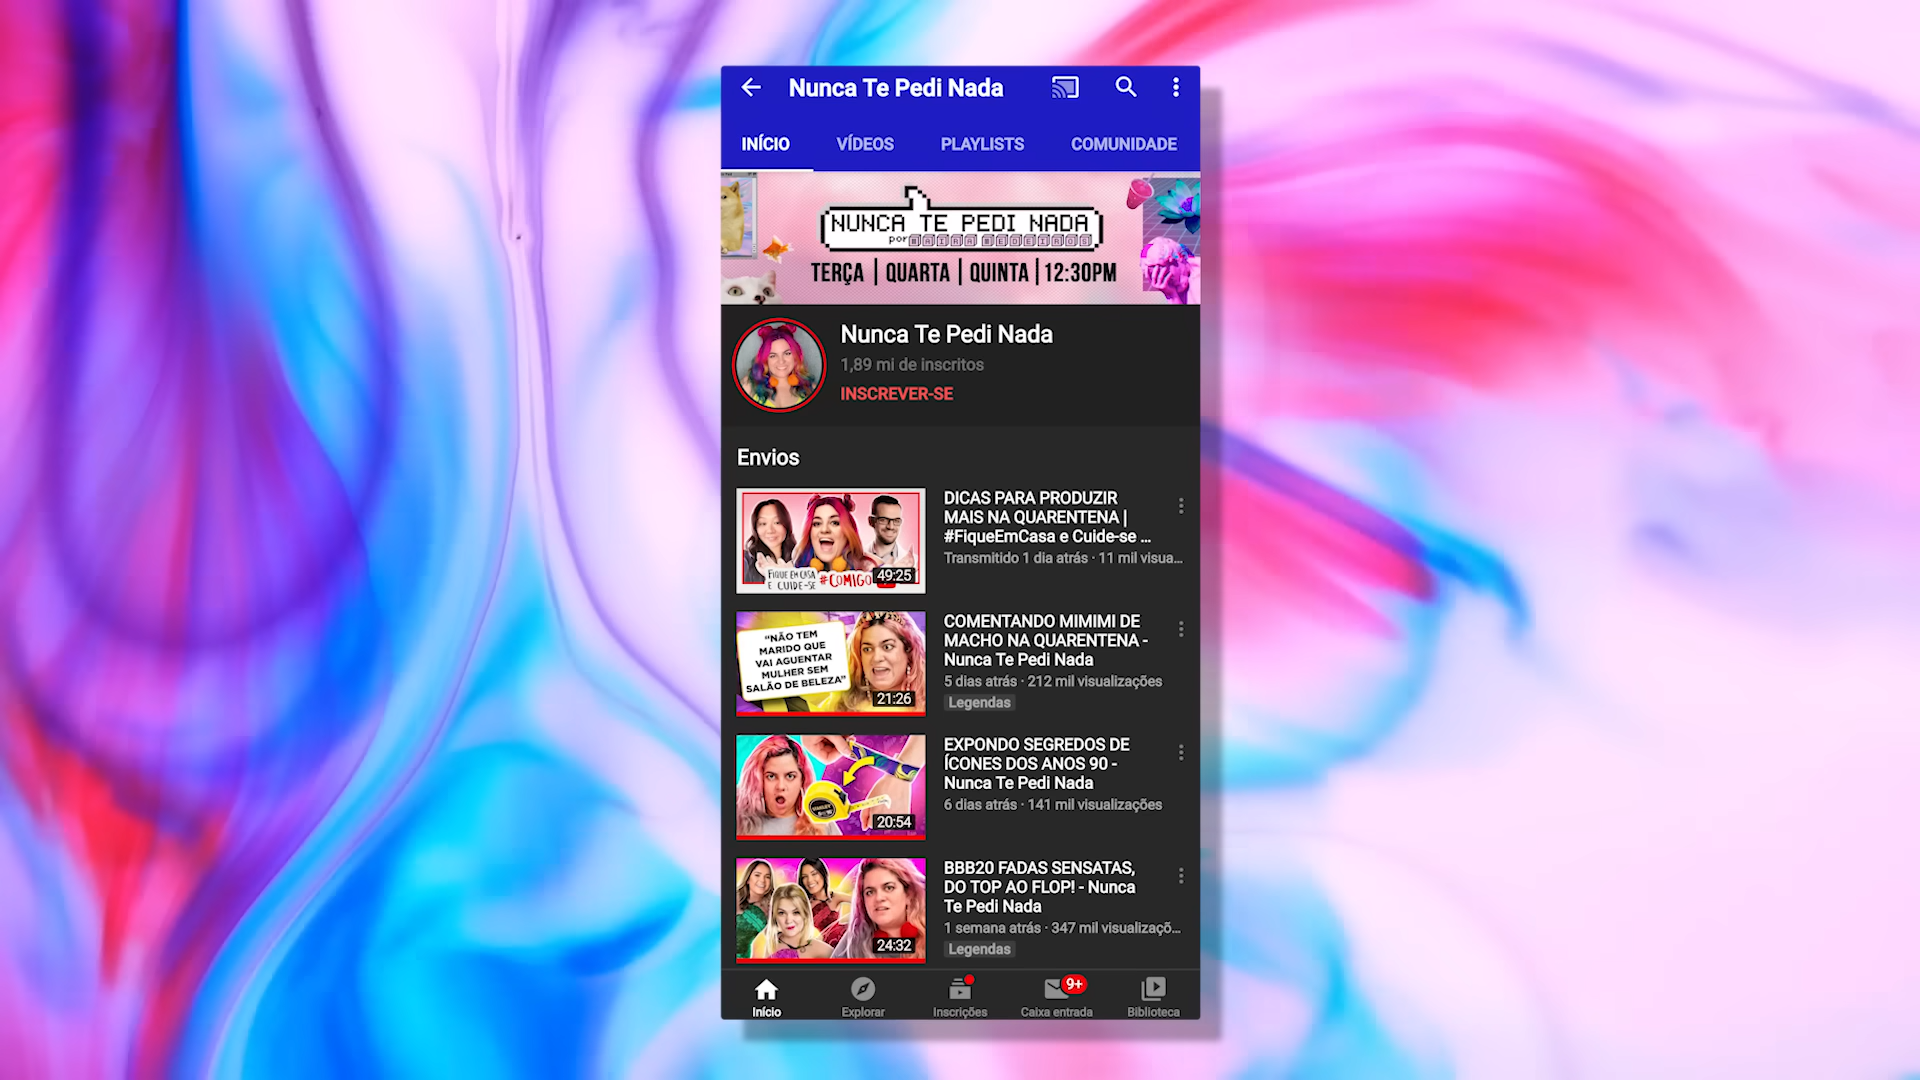 Nunca Te Pedi Nada
INÍCIO VÍDEOS PLAYLISTS COMUNIDADE
NUNCA TE PEDI NADA
por MAIRA MEDEIROS
TERÇA | QUARTA | QUINTA | 12:30PM
Nunca Te Pedi Nada
1,89 mi de inscritos
INSCREVER-SE
Envios
FIQUE EM CASA
E CUIDE-SE
#COMIGO
49:25
DICAS PARA PRODUZIR
MAIS NA QUARENTENA |
#FiqueEmCasa e Cuide-se ...
Transmitido 1 dia atrás · 11 mil visua...
“NÃO TEM
MARIDO QUE
VAI AGUENTAR
MULHER SEM
SALÃO DE BELEZA”
21:26
COMENTANDO MIMIMI DE
MACHO NA QUARENTENA -
Nunca Te Pedi Nada
5 dias atrás · 212 mil visualizações
Legendas
20:54
EXPONDO SEGREDOS DE
ÍCONES DOS ANOS 90 -
Nunca Te Pedi Nada
6 dias atrás · 141 mil visualizações
24:32
BBB20 FADAS SENSATAS,
DO TOP AO FLOP! - Nunca
Te Pedi Nada
1 semana atrás · 347 mil visualizaçõ...
Legendas
9+
Início Explorar Inscrições Caixa entrada Biblioteca